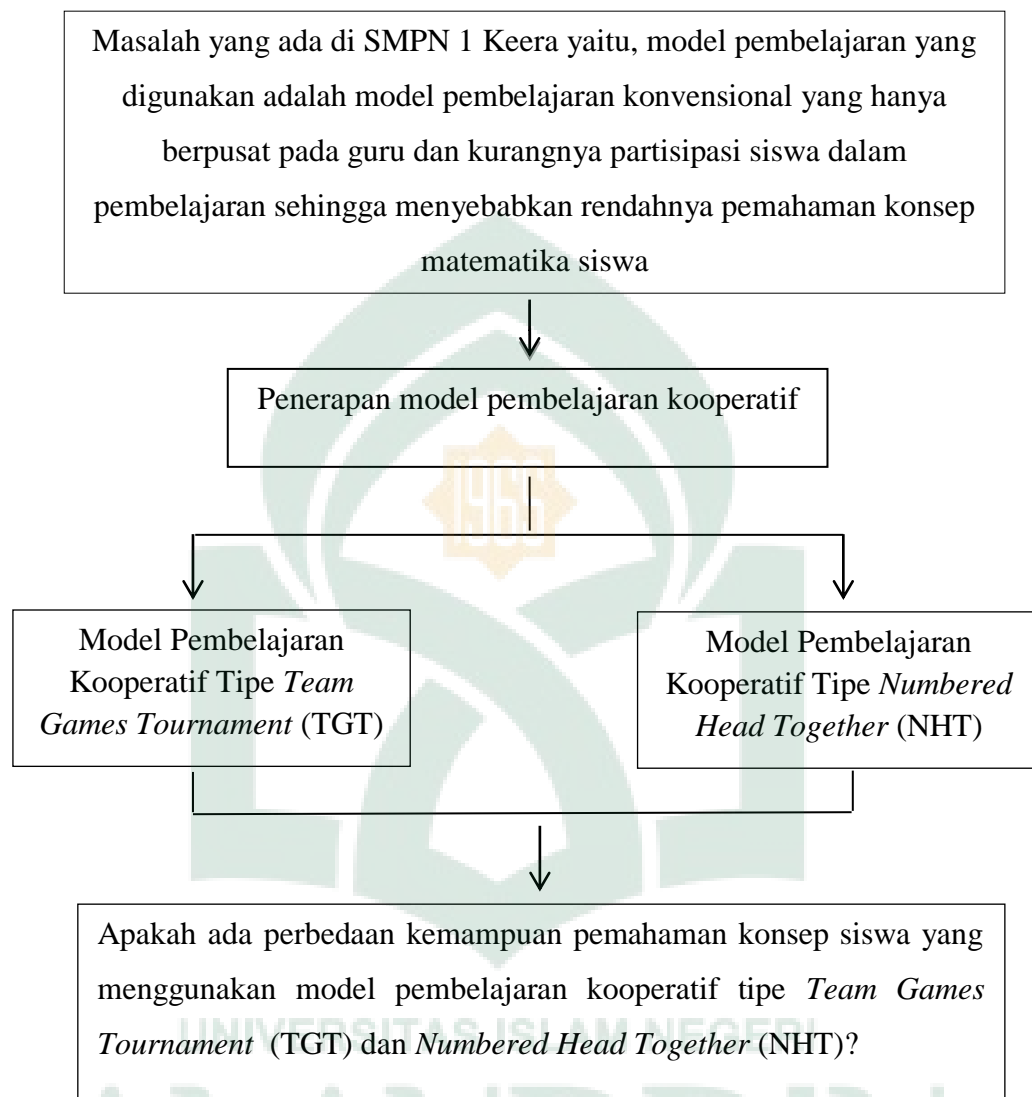 Masalah yang ada di SMPN 1 Keera yaitu, model pembelajaran yang
digunakan adalah model pembelajaran konvensional yang hanya
berpusat pada guru dan kurangnya partisipasi siswa dalam
pembelajaran sehingga menyebabkan rendahnya pemahaman konsep
matematika siswa
Penerapan model pembelajaran kooperatif
1965
Model Pembelajaran
Kooperatif Tipe Team
Games Tournament (TGT)
Model Pembelajaran
Kooperatif Tipe Numbered
Head Together (NHT)
Apakah ada perbedaan kemampuan pemahaman konsep siswa yang
menggunakan model pembelajaran kooperatif tipe Team Games
Tournament (TGT) dan Numbered Head Together (NHT)?
UNIVERSITAS ISLAM NEGERI